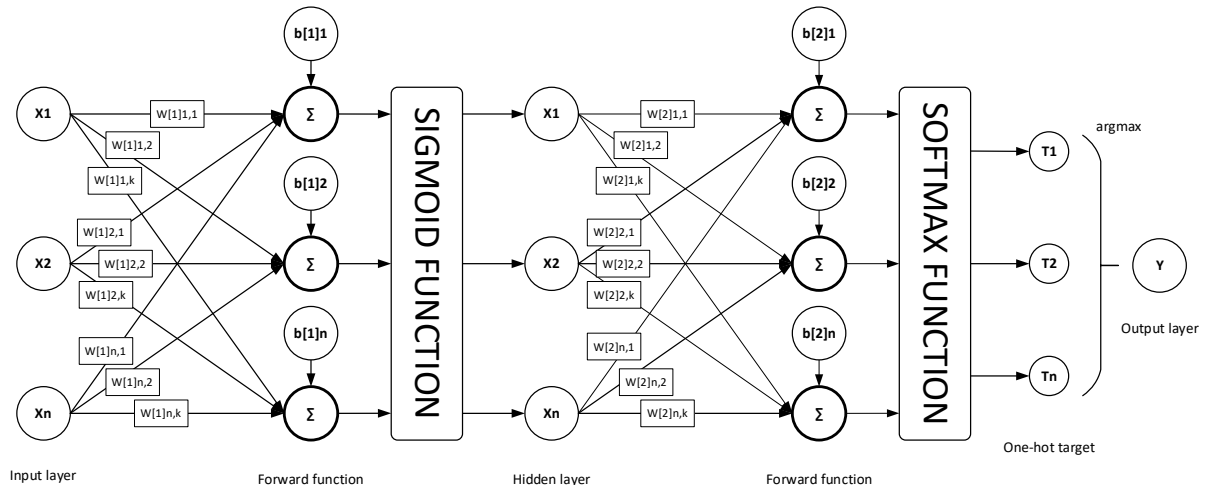 b[1]1
b[2]1
X1
W[1]1,1
Σ
SIGMOID FUNCTION
X1
W[2]1,1
Σ
SOFTMAX FUNCTION
argmax
W[1]1,2
W[2]1,2
T1
W[1]1,k
b[1]2
W[2]1,k
b[2]2
W[1]2,1
W[2]2,1
X2
W[1]2,2
Σ
X2
W[2]2,2
Σ
T2
Y
W[1]2,k
W[2]2,k
Output layer
b[1]n
b[2]n
W[1]n,1
W[2]n,1
W[1]n,2
W[2]n,2
Tn
Xn
W[1]n,k
Σ
Xn
W[2]n,k
Σ
One-hot target
Input layer
Forward function
Hidden layer
Forward function